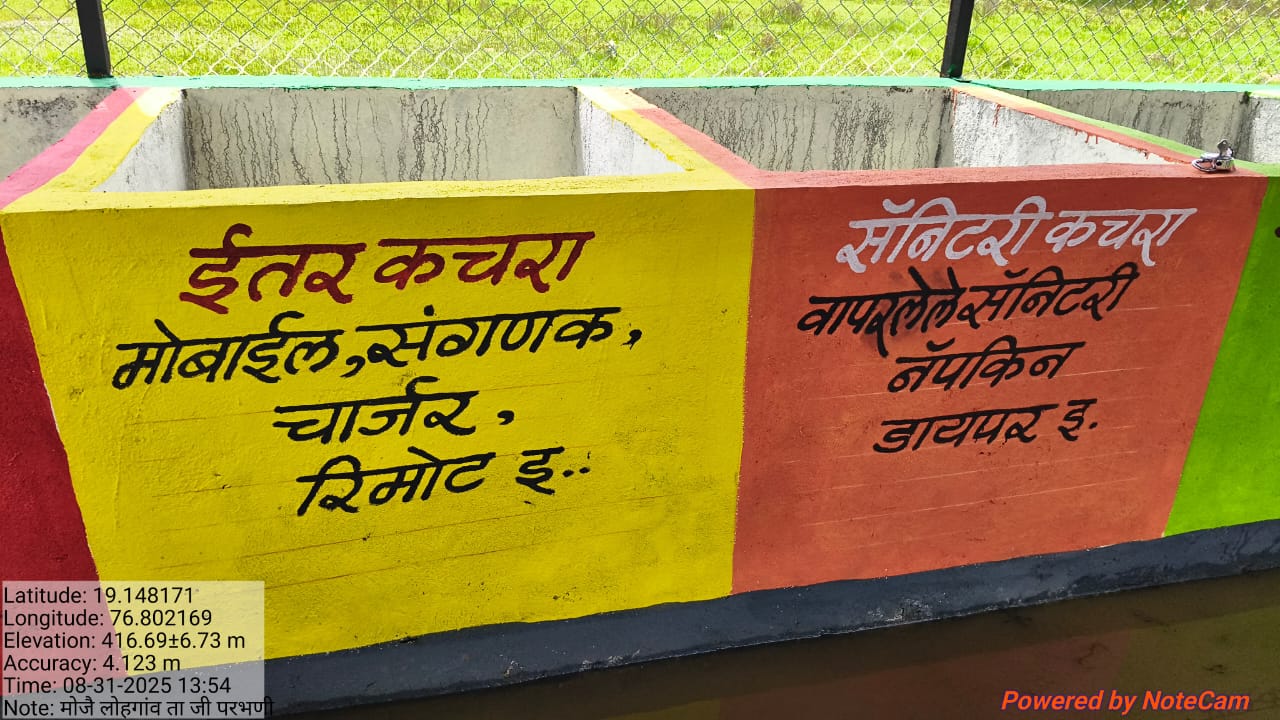 ईतर कचरा
मोबाईल,संगणक,
चार्जर,
रिमोट इ..
सॅनिटरी कचरा
वापरलेले सॅनिटरी
नॅपकिन
डायपर इ.
Latitude: 19.148171
Longitude: 76.802169
Elevation: 416.69±6.73 m
Accuracy: 4.123 m
Time: 08-31-2025 13:54
Note: मोजै लोहगांव ता जी परभणी
Powered by NoteCam